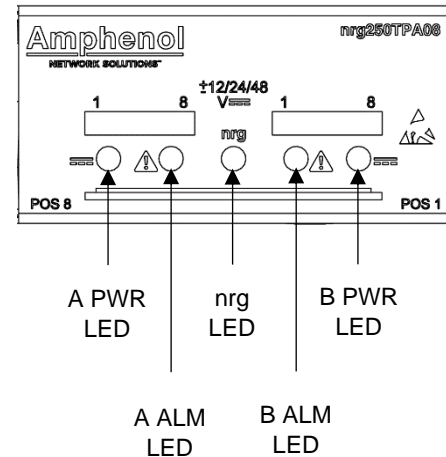 Amphenol nrg250TPA08
NETWORK SOLUTIONS™
±12/24/48
1 8 V 1 8
nrg
POS 8 POS 1
A PWR nrg B PWR
LED LED LED
A ALM B ALM
LED LED